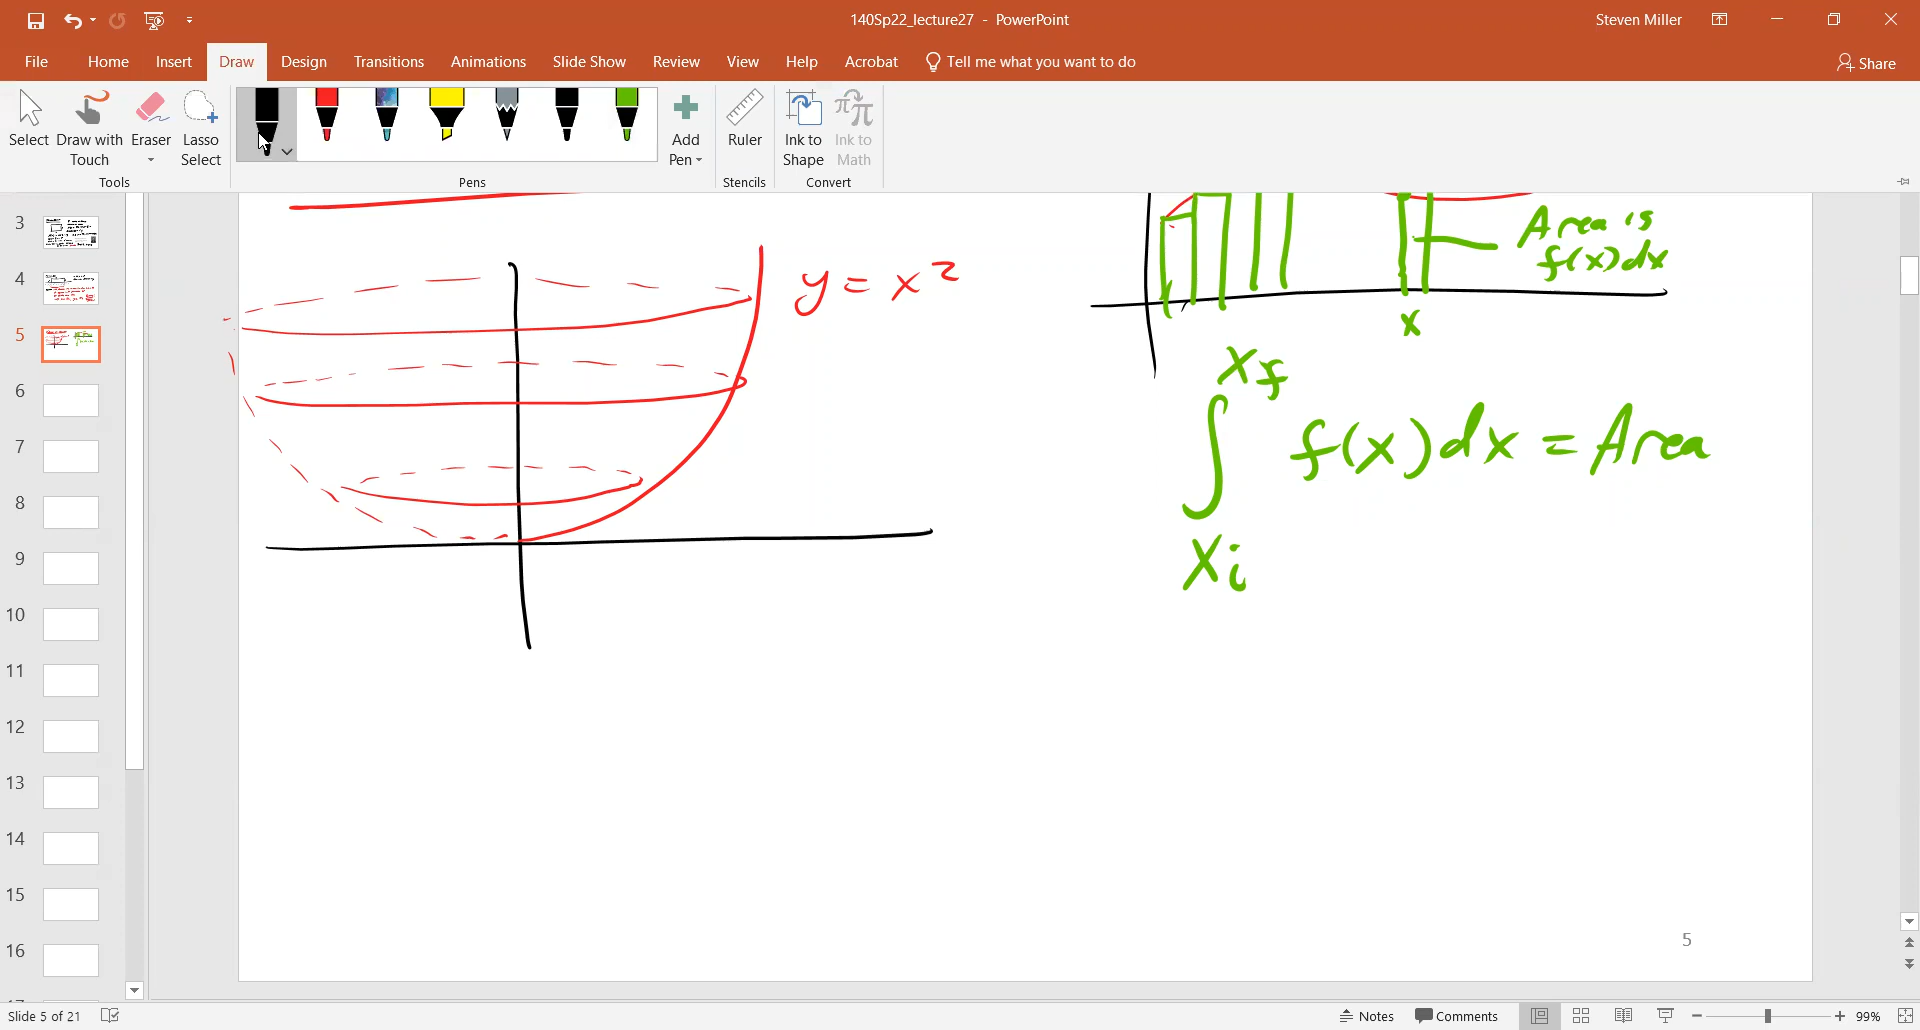 140Sp22_lecture27 - PowerPoint
Steven Miller
File Home Insert Draw Design Transitions Animations Slide Show Review View Help Acrobat Tell me what you want to do
Share
Select
Draw with Touch
Eraser
Lasso Select
Add Pen
Ruler
Ink to Shape
Ink to Math
Tools
Pens
Stencils
Convert
3
4
5
6
7
8
9
10
11
12
13
14
15
16
y = x²
Area is
f(x)dx
x
∫ₓᵢˣᶠ f(x)dx = Area
5
Slide 5 of 21
Notes
Comments
99%